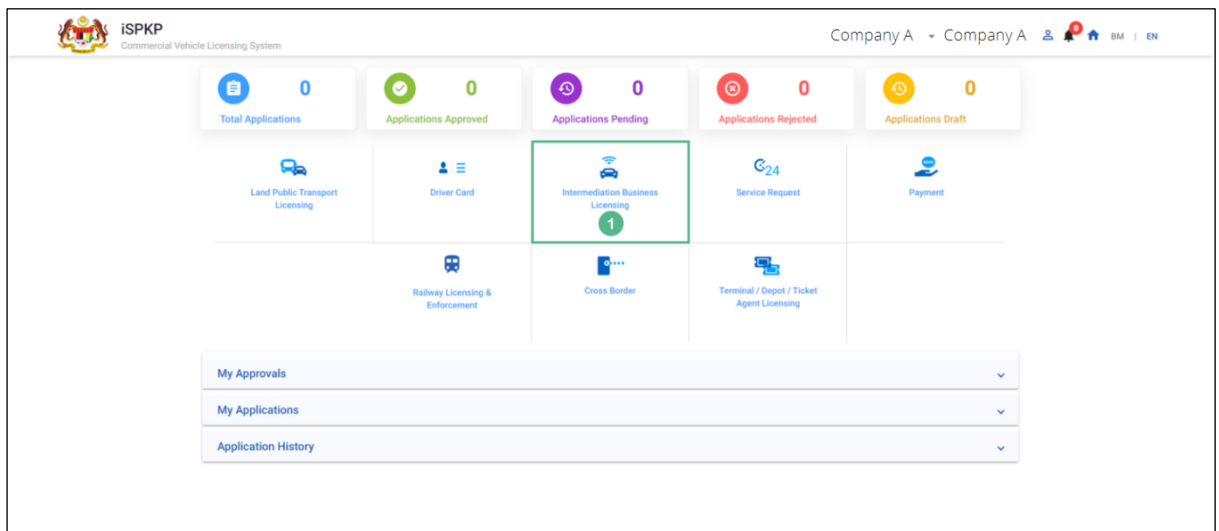 iSPKP
Commercial Vehicle Licensing System
Company A Company A 0 BM | EN
0 0 0 0 0
Total Applications Applications Approved Applications Pending Applications Rejected Applications Draft
24
Land Public Transport
Licensing
Driver Card
Intermediation Business
Licensing
1
Service Request
Payment
Railway Licensing &
Enforcement
Cross Border
Terminal / Depot / Ticket
Agent Licensing
My Approvals
My Applications
Application History